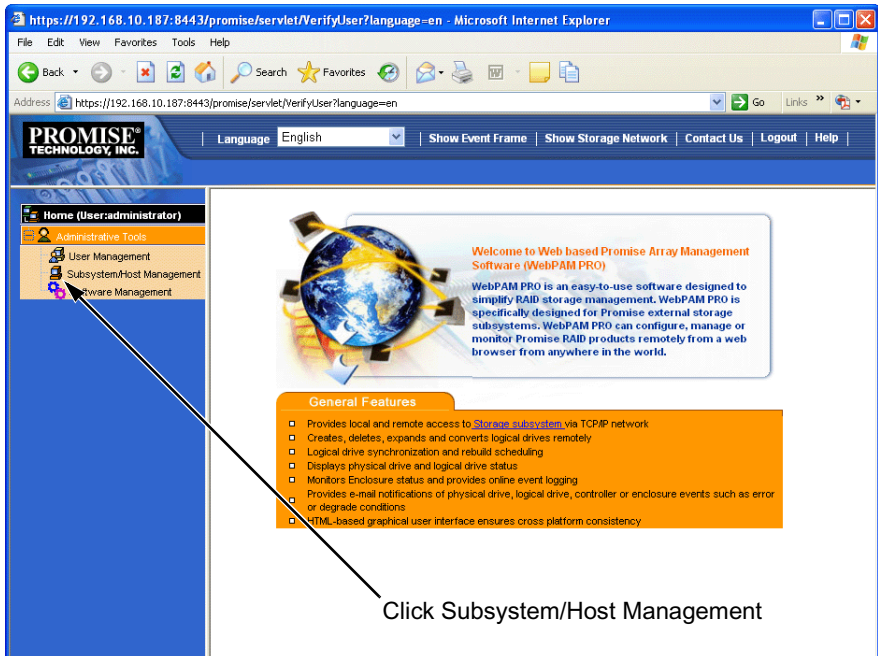 https://192.168.10.187:8443/promise/servlet/VerifyUser?language=en - Microsoft Internet Explorer
File Edit View Favorites Tools Help
Back Search Favorites
Address https://192.168.10.187:8443/promise/servlet/VerifyUser?language=en Go Links »
PROMISE®
TECHNOLOGY, INC.
| Language English | Show Event Frame | Show Storage Network | Contact Us | Logout | Help |
Home (User:administrator)
Administrative Tools
User Management
Subsystem/Host Management
ftware Management
Welcome to Web based Promise Array Management
Software (WebPAM PRO)
WebPAM PRO is an easy-to-use software designed to
simplify RAID storage management. WebPAM PRO is
specifically designed for Promise external storage
subsystems. WebPAM PRO can configure, manage or
monitor Promise RAID products remotely from a web
browser from anywhere in the world.
General Features
Provides local and remote access to Storage subsystem via TCP/IP network
Creates, deletes, expands and converts logical drives remotely
Logical drive synchronization and rebuild scheduling
Displays physical drive and logical drive status
Monitors Enclosure status and provides online event logging
Provides e-mail notifications of physical drive, logical drive, controller or enclosure events such as error
or degrade conditions
HTML-based graphical user interface ensures cross platform consistency
Click Subsystem/Host Management